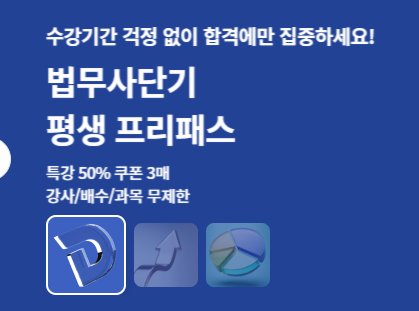 수강기간 걱정 없이 합격에만 집중하세요!
법무사단기
평생 프리패스
특강 50% 쿠폰 3매
강사/배수/과목 무제한